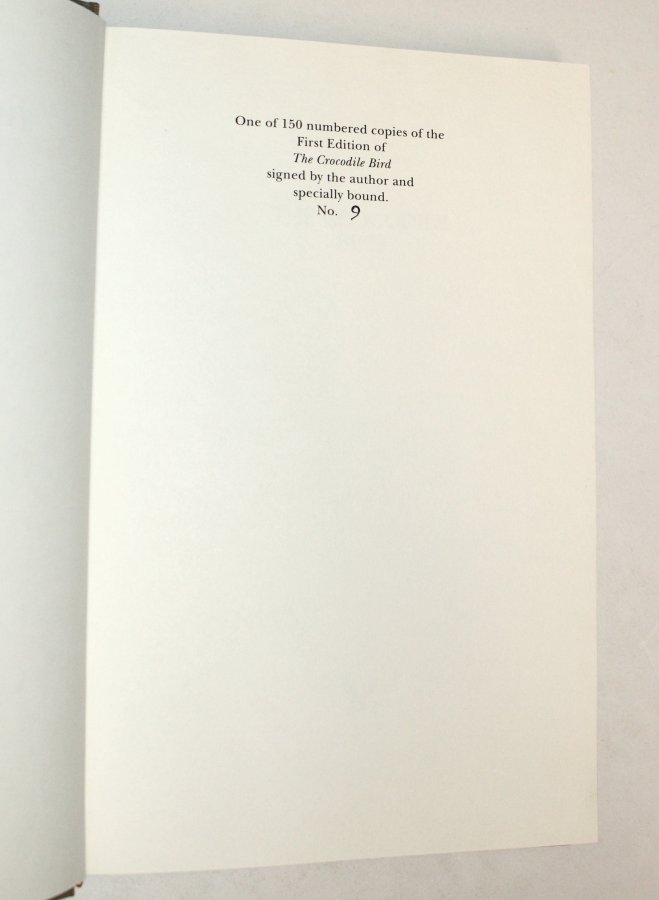 One of 150 numbered copies of the
First Edition of
The Crocodile Bird
signed by the author and
specially bound.
No. 9